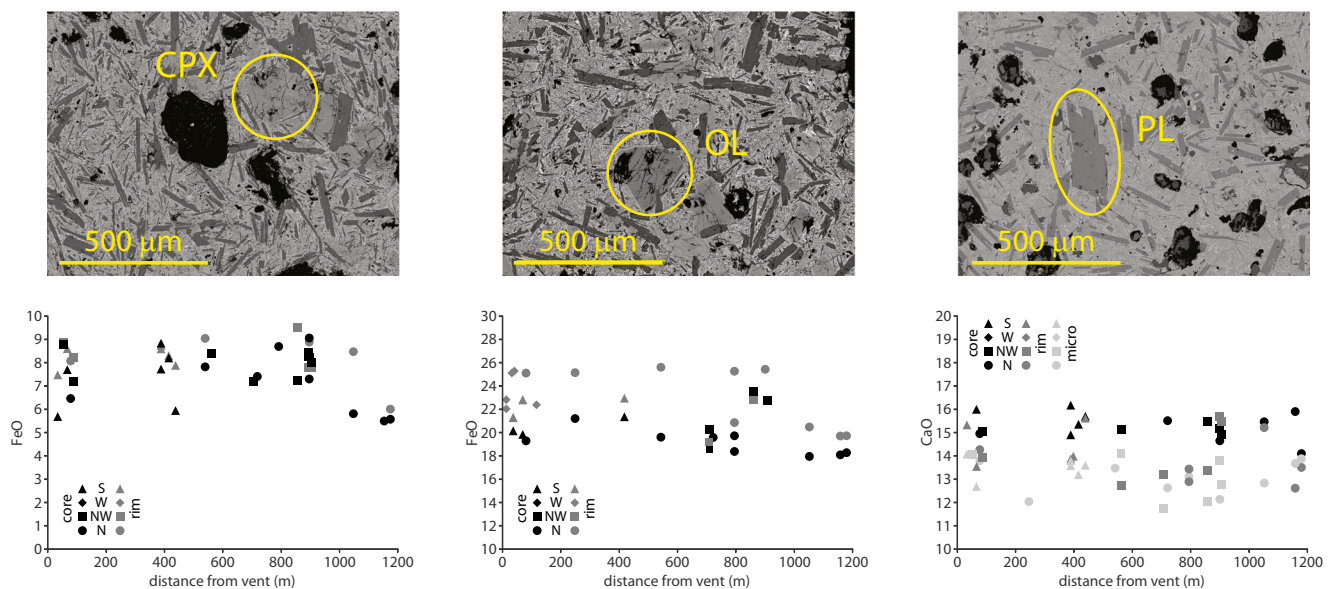 CPX
500 µm
OL
500 µm
PL
500 µm
10
9
8
7
6
5
4
3
2
1
0
FeO
core
S
W
NW
N
rim
0 200 400 600 800 1000 1200
distance from vent (m)
30
28
26
24
22
20
18
16
14
12
10
FeO
core
S
W
NW
N
rim
0 200 400 600 800 1000 1200
distance from vent (m)
20
19
18
17
16
15
14
13
12
11
10
CaO
core
S
W
NW
N
rim
micro
0 200 400 600 800 1000 1200
distance from vent (m)